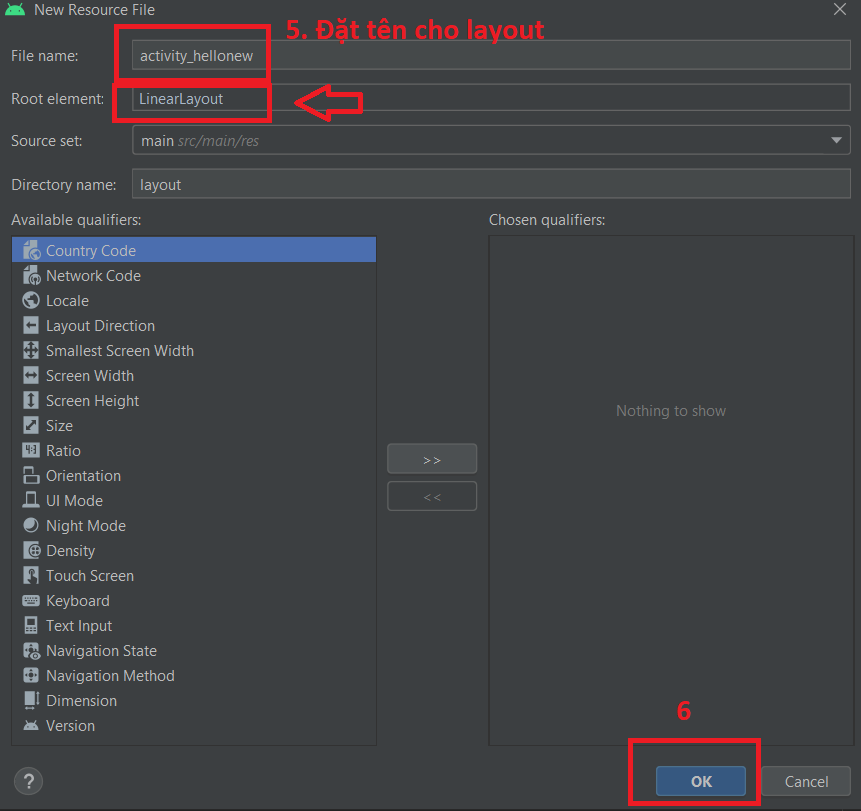 New Resource File
5. Đặt tên cho layout
File name: activity_hellonew
Root element: LinearLayout
Source set: main src/main/res
Directory name: layout
Available qualifiers:
Chosen qualifiers:
Country Code
Network Code
Locale
Layout Direction
Smallest Screen Width
Screen Width
Screen Height
Size
Ratio
Orientation
UI Mode
Night Mode
Density
Touch Screen
Keyboard
Text Input
Navigation State
Navigation Method
Dimension
Version
>>
<<
Nothing to show
6
?
OK
Cancel